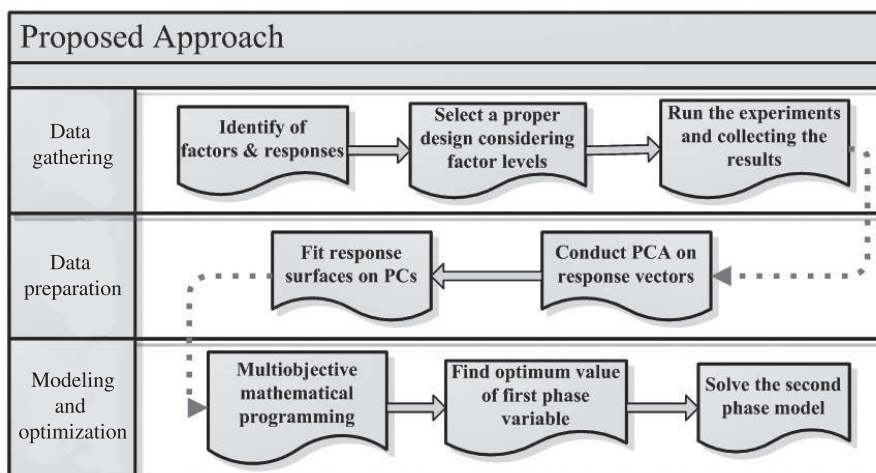 Proposed Approach
Data
gathering
Identify of
factors & responses
Select a proper
design considering
factor levels
Run the experiments
and collecting the
results
Data
preparation
Fit response
surfaces on PCs
Conduct PCA on
response vectors
Modeling
and
optimization
Multiobjective
mathematical
programming
Find optimum value
of first phase
variable
Solve the second
phase model